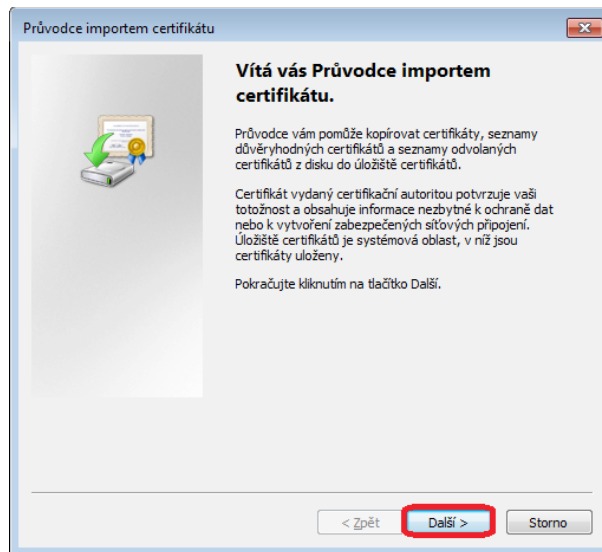 Průvodce importem certifikátu
Vítá vás Průvodce importem
certifikátu.
Průvodce vám pomůže kopírovat certifikáty, seznamy
důvěryhodných certifikátů a seznamy odvolaných
certifikátů z disku do úložiště certifikátů.
Certifikát vydaný certifikační autoritou potvrzuje vaši
totožnost a obsahuje informace nezbytné k ochraně dat
nebo k vytvoření zabezpečených síťových připojení.
Úložiště certifikátů je systémová oblast, v níž jsou
certifikáty uloženy.
Pokračujte kliknutím na tlačítko Další.
< Zpět Další > Storno